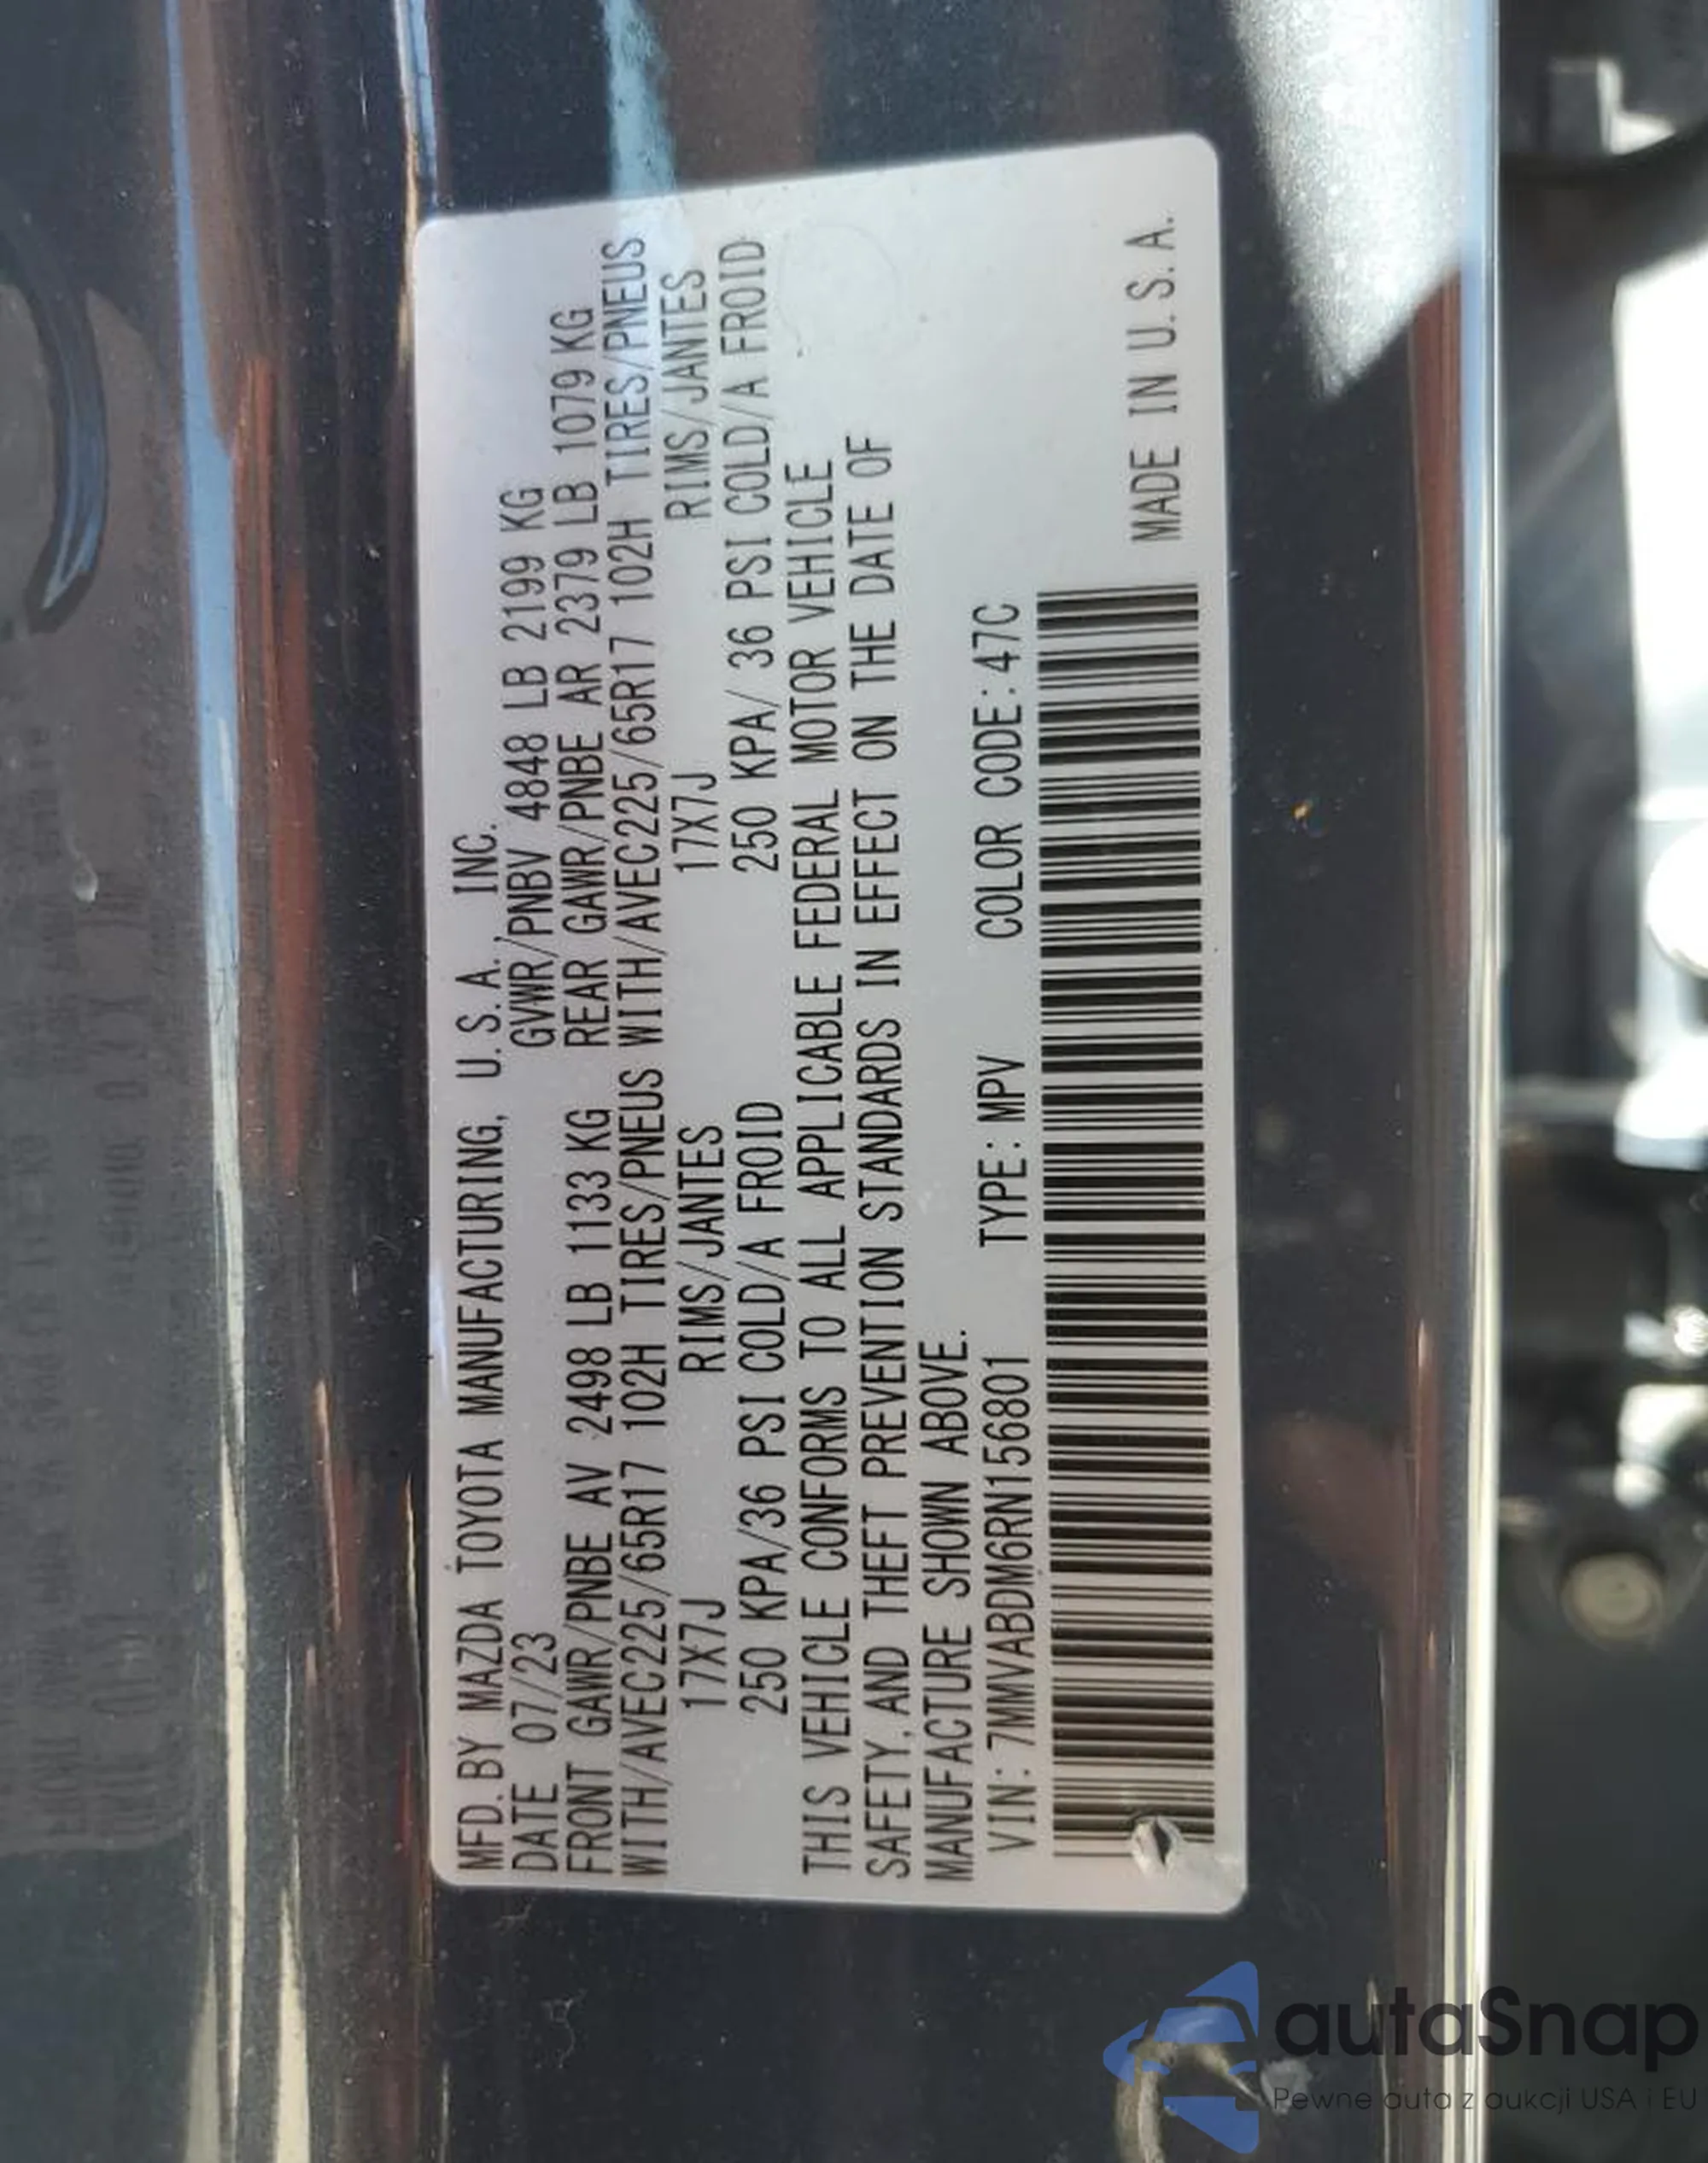 MFD. BY MAZDA TOYOTA MANUFACTURING, U.S.A. INC.
DATE 07/23 GVWR/PNBV 4848 LB 2199 KG
FRONT GAWR/PNBE AV 2498 LB 1133 KG REAR GAWR/PNBE AR 2379 LB 1079 KG
WITH/AVEC225/65R17 102H TIRES/PNEUS WITH/AVEC225/65R17 102H TIRES/PNEUS
17X7J RIMS/JANTES 17X7J RIMS/JANTES
250 KPA/36 PSI COLD/A FROID 250 KPA/ 36 PSI COLD/A FROID
THIS VEHICLE CONFORMS TO ALL APPLICABLE FEDERAL MOTOR VEHICLE
SAFETY, AND THEFT PREVENTION STANDARDS IN EFFECT ON THE DATE OF
MANUFACTURE SHOWN ABOVE.
VIN: 7MMVABDM6RN156801 TYPE: MPV COLOR CODE: 47C
MADE IN U.S.A.
autaSnap
Pewne auta z aukcji USA i EU